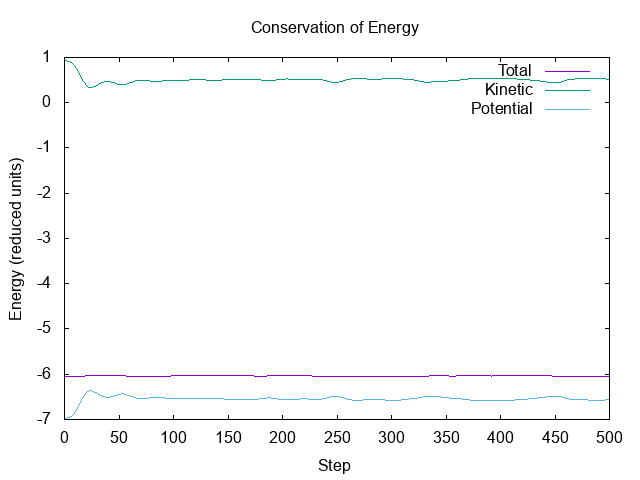 Conservation of Energy
1
0
-1
-2
-3
-4
-5
-6
-7
Energy (reduced units)
Total
Kinetic
Potential
0 50 100 150 200 250 300 350 400 450 500
Step